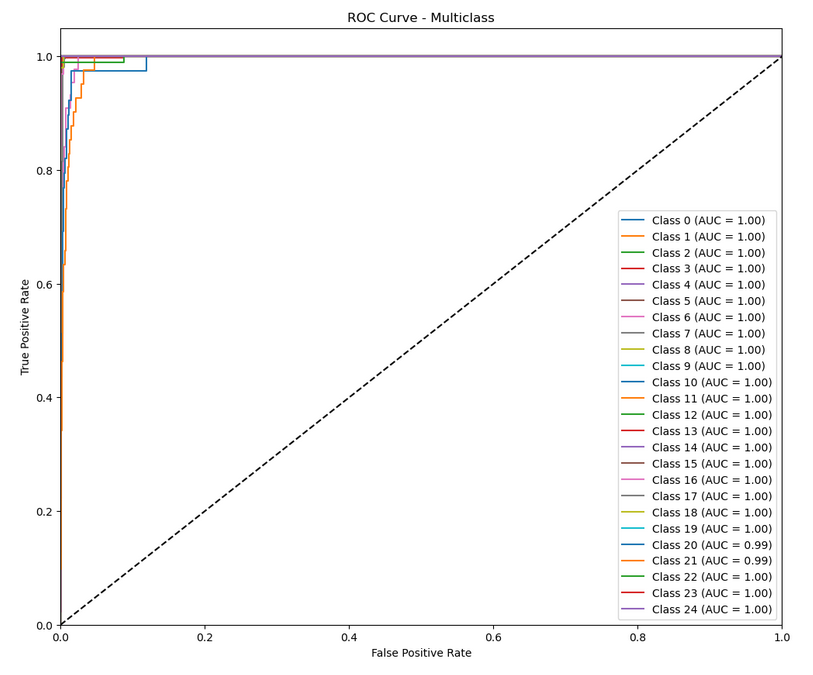 ROC Curve - Multiclass
1.0
0.8
0.6
0.4
0.2
0.0
True Positive Rate
Class 0 (AUC = 1.00)
Class 1 (AUC = 1.00)
Class 2 (AUC = 1.00)
Class 3 (AUC = 1.00)
Class 4 (AUC = 1.00)
Class 5 (AUC = 1.00)
Class 6 (AUC = 1.00)
Class 7 (AUC = 1.00)
Class 8 (AUC = 1.00)
Class 9 (AUC = 1.00)
Class 10 (AUC = 1.00)
Class 11 (AUC = 1.00)
Class 12 (AUC = 1.00)
Class 13 (AUC = 1.00)
Class 14 (AUC = 1.00)
Class 15 (AUC = 1.00)
Class 16 (AUC = 1.00)
Class 17 (AUC = 1.00)
Class 18 (AUC = 1.00)
Class 19 (AUC = 1.00)
Class 20 (AUC = 0.99)
Class 21 (AUC = 0.99)
Class 22 (AUC = 1.00)
Class 23 (AUC = 1.00)
Class 24 (AUC = 1.00)
0.0 0.2 0.4 0.6 0.8 1.0
False Positive Rate